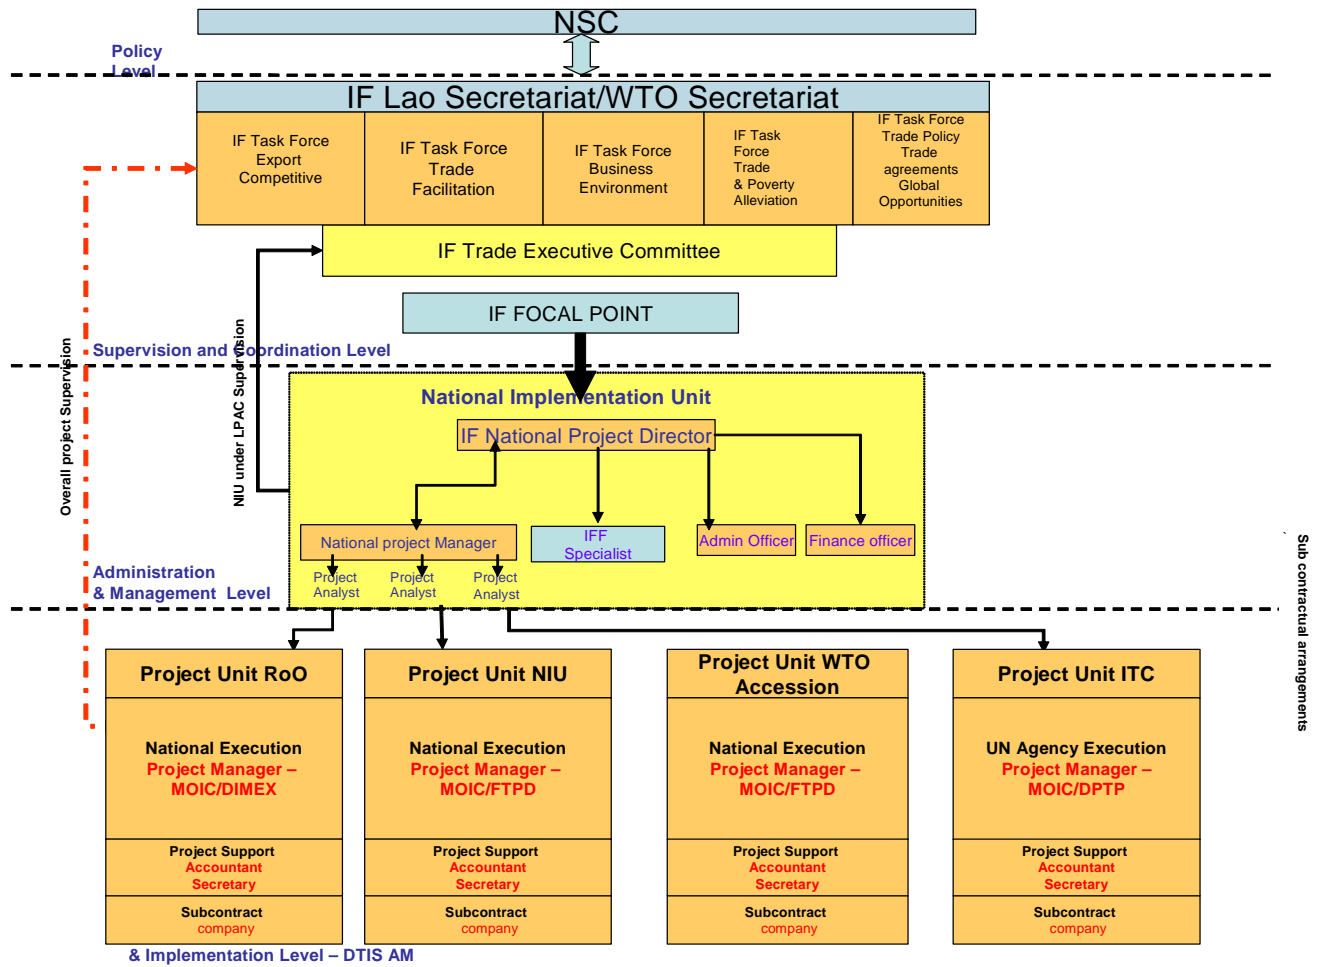 NSC
Policy
Level
IF Lao Secretariat/WTO Secretariat
IF Task Force
Export
Competitive
IF Task Force
Trade
Facilitation
IF Task Force
Business
Environment
IF Task
Force
Trade
& Poverty
Alleviation
IF Task Force
Trade Policy
Trade
agreements
Global
Opportunities
IF Trade Executive Committee
IF FOCAL POINT
Supervision and Coordination Level
Overall project Supervision
NIU under LPAC Supervision
National Implementation Unit
IF National Project Director
National project Manager
IFF
Specialist
Admin Officer
Finance officer
Project
Analyst
Project
Analyst
Project
Analyst
Administration
& Management Level
Sub contractual arrangements
Project Unit RoO
National Execution
Project Manager –
MOIC/DIMEX
Project Support
Accountant
Secretary
Subcontract
company
Project Unit NIU
National Execution
Project Manager –
MOIC/FTPD
Project Support
Accountant
Secretary
Subcontract
company
Project Unit WTO
Accession
National Execution
Project Manager –
MOIC/FTPD
Project Support
Accountant
Secretary
Subcontract
company
Project Unit ITC
UN Agency Execution
Project Manager –
MOIC/DPTP
Project Support
Accountant
Secretary
Subcontract
company
& Implementation Level – DTIS AM